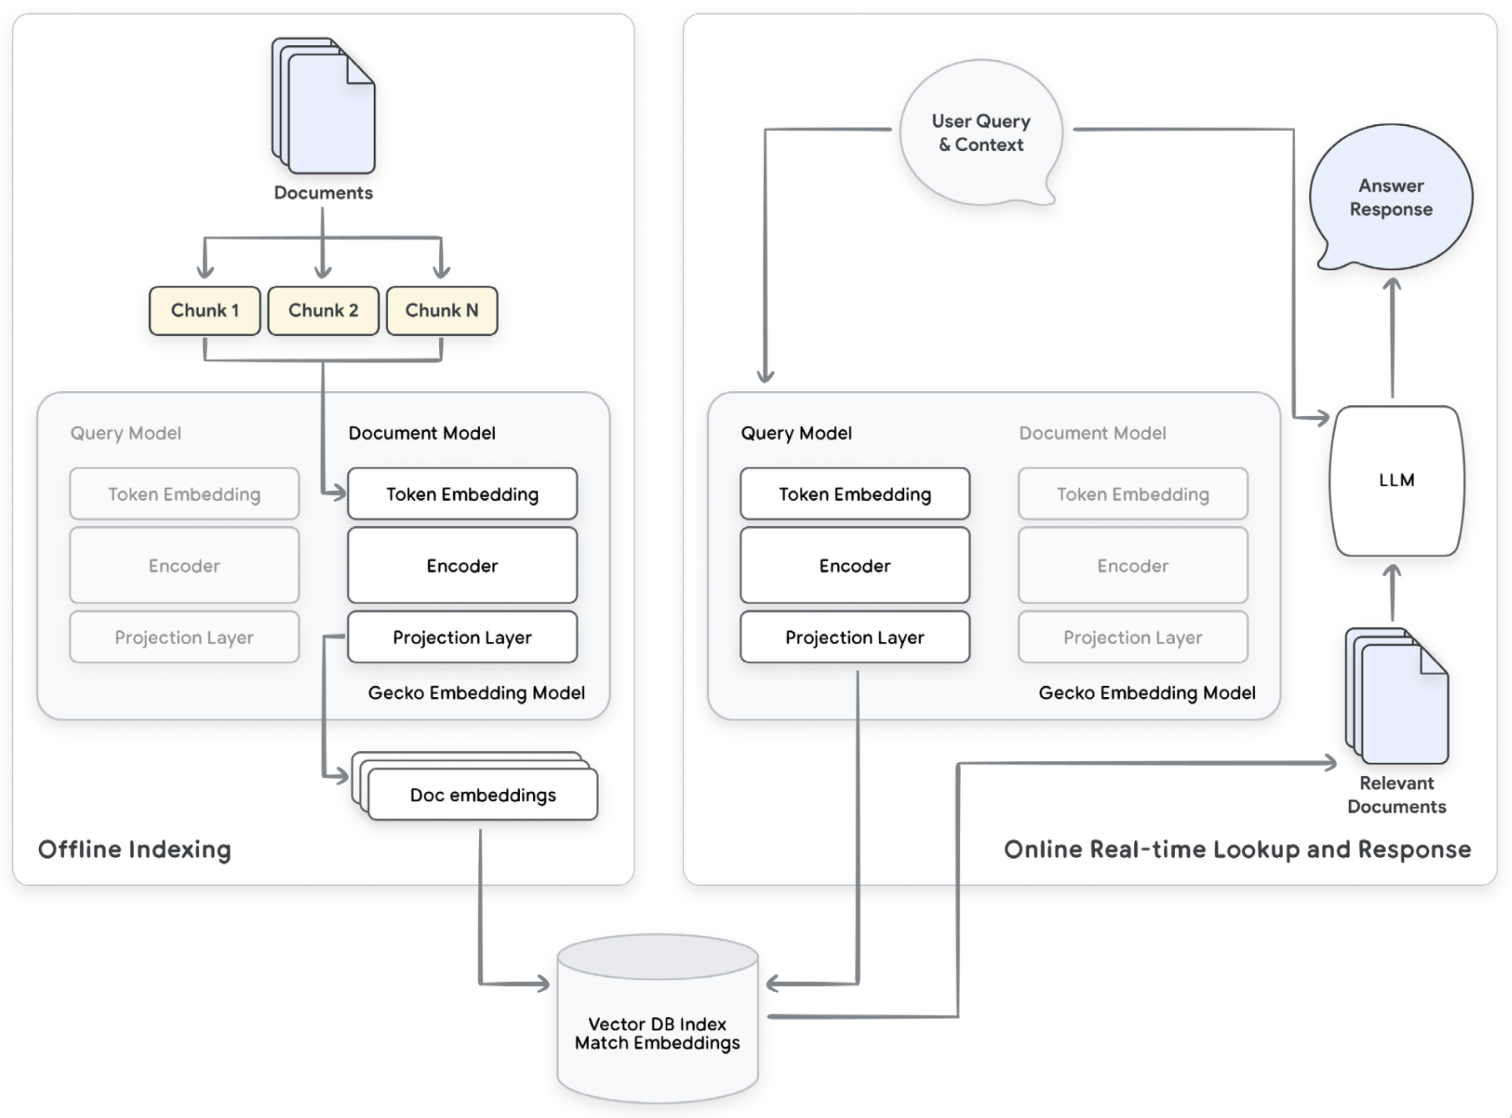 Documents
Chunk 1
Chunk 2
Chunk N
Query Model
Document Model
Token Embedding
Token Embedding
Encoder
Encoder
Projection Layer
Projection Layer
Gecko Embedding Model
Doc embeddings
Offline Indexing
User Query
& Context
Answer
Response
Query Model
Document Model
Token Embedding
Token Embedding
Encoder
Encoder
Projection Layer
Projection Layer
Gecko Embedding Model
LLM
Relevant
Documents
Online Real-time Lookup and Response
Vector DB Index
Match Embeddings